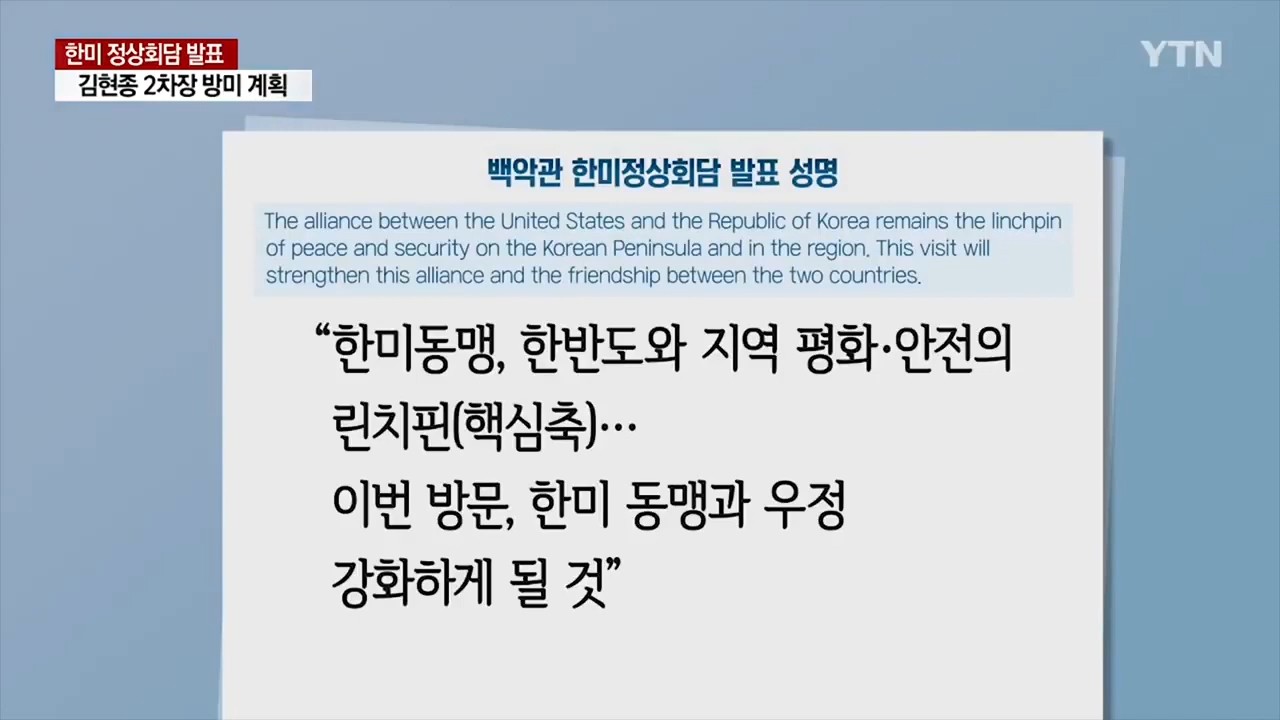 한미 정상회담 발표
김현종 2차장 방미 계획
YTN
백악관 한미정상회담 발표 성명
The alliance between the United States and the Republic of Korea remains the linchpin
of peace and security on the Korean Peninsula and in the region. This visit will
strengthen this alliance and the friendship between the two countries.
“한미동맹, 한반도와 지역 평화·안전의
린치핀(핵심축)…
이번 방문, 한미 동맹과 우정
강화하게 될 것”